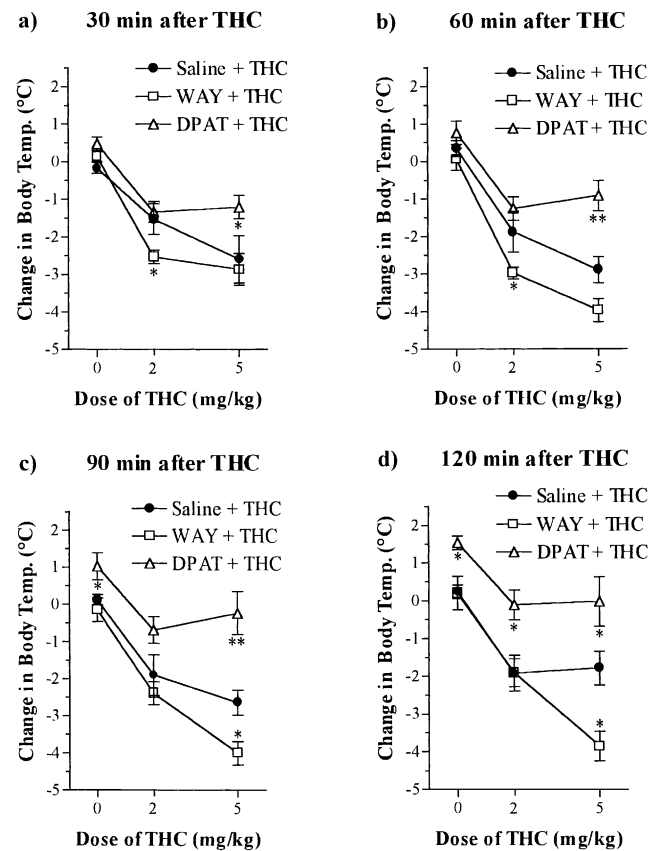 a) 30 min after THC
Saline + THC
WAY + THC
DPAT + THC
Change in Body Temp. (°C)
2
1
0
-1
-2
-3
-4
-5
*
*
0 2 5
Dose of THC (mg/kg)
b) 60 min after THC
Saline + THC
WAY + THC
DPAT + THC
Change in Body Temp. (°C)
2
1
0
-1
-2
-3
-4
-5
**
*
0 2 5
Dose of THC (mg/kg)
c) 90 min after THC
Saline + THC
WAY + THC
DPAT + THC
Change in Body Temp. (°C)
2
1
0
-1
-2
-3
-4
-5
*
**
*
0 2 5
Dose of THC (mg/kg)
d) 120 min after THC
Saline + THC
WAY + THC
DPAT + THC
Change in Body Temp. (°C)
2
1
0
-1
-2
-3
-4
-5
*
*
*
*
0 2 5
Dose of THC (mg/kg)